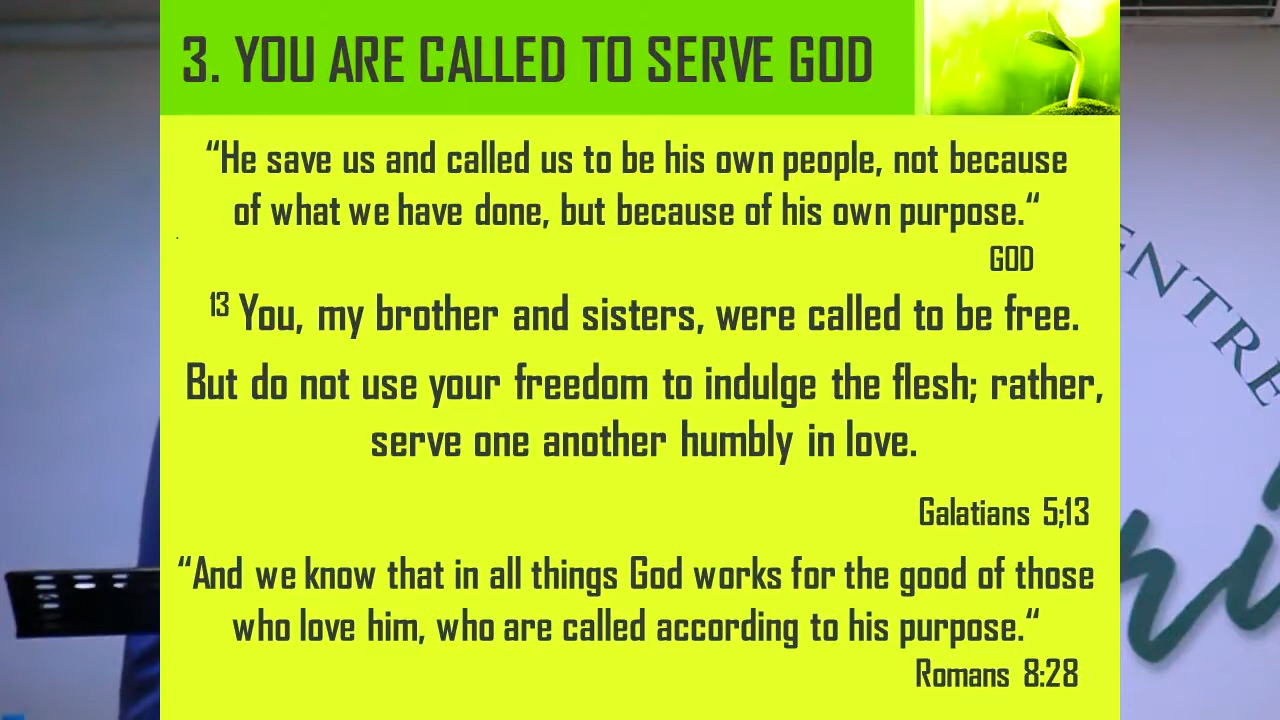 3. YOU ARE CALLED TO SERVE GOD
“He save us and called us to be his own people, not because
of what we have done, but because of his own purpose.“
GOD
13 You, my brother and sisters, were called to be free.
But do not use your freedom to indulge the flesh; rather,
serve one another humbly in love.
Galatians 5;13
“And we know that in all things God works for the good of those
who love him, who are called according to his purpose.“
Romans 8:28
ENTRE